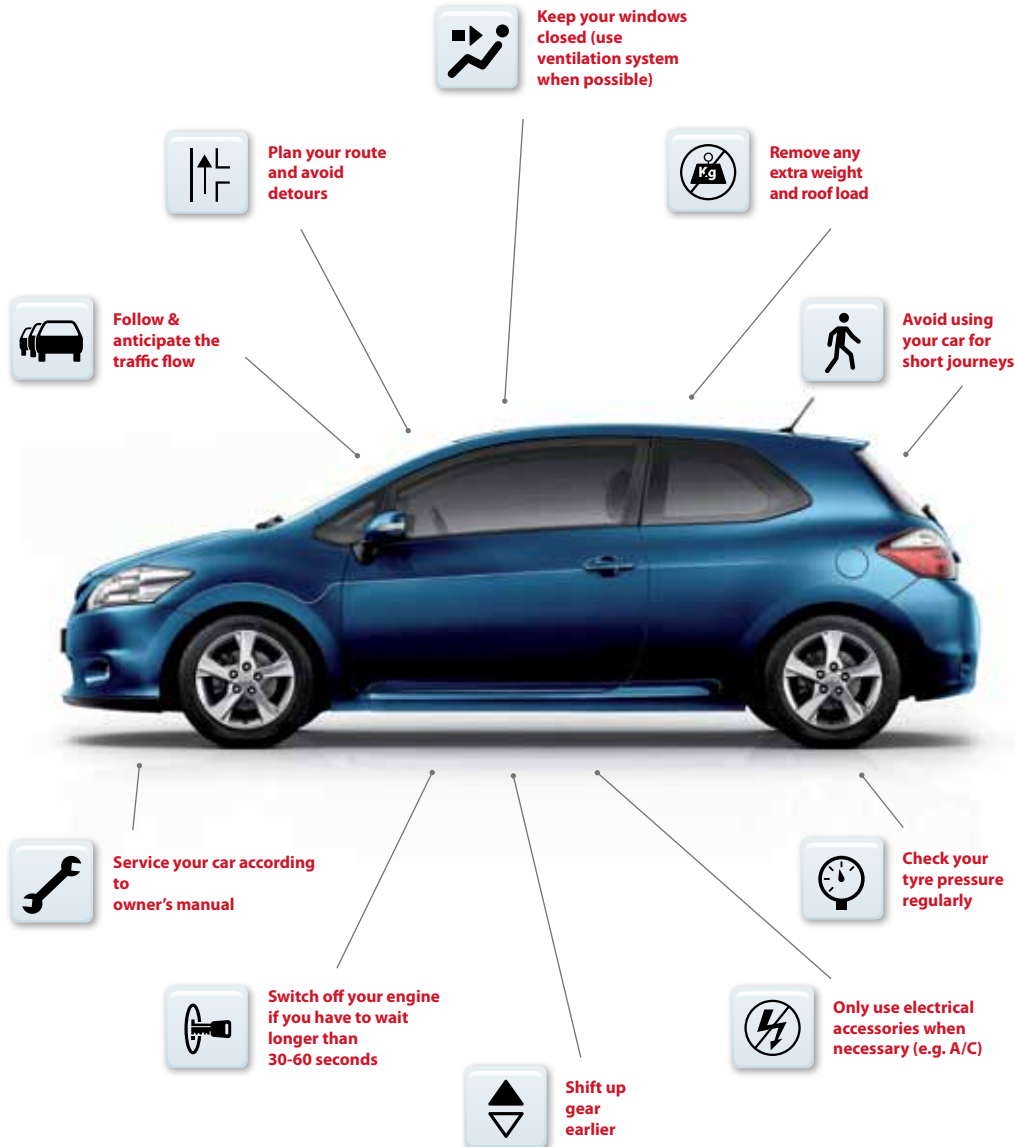 Keep your windows
closed (use
ventilation system
when possible)
Plan your route
and avoid
detours
Kg
Remove any
extra weight
and roof load
Follow &
anticipate the
traffic flow
Avoid using
your car for
short journeys
Service your car according
to
owner's manual
Check your
tyre pressure
regularly
Switch off your engine
if you have to wait
longer than
30-60 seconds
Only use electrical
accessories when
necessary (e.g. A/C)
Shift up
gear
earlier